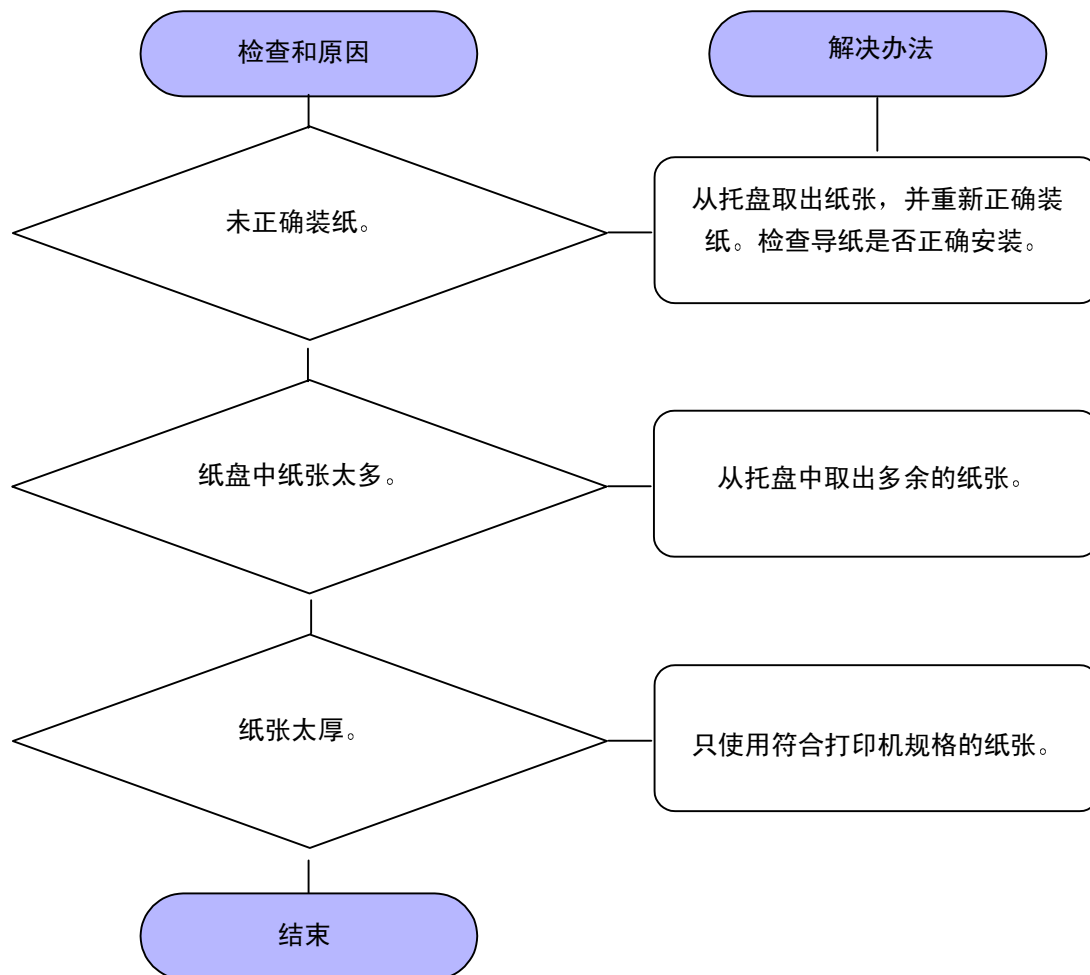 检查和原因
解决办法
未正确装纸。
从托盘取出纸张，并重新正确装
纸。检查导纸是否正确安装。
纸盘中纸张太多。
从托盘中取出多余的纸张。
纸张太厚。
只使用符合打印机规格的纸张。
结束